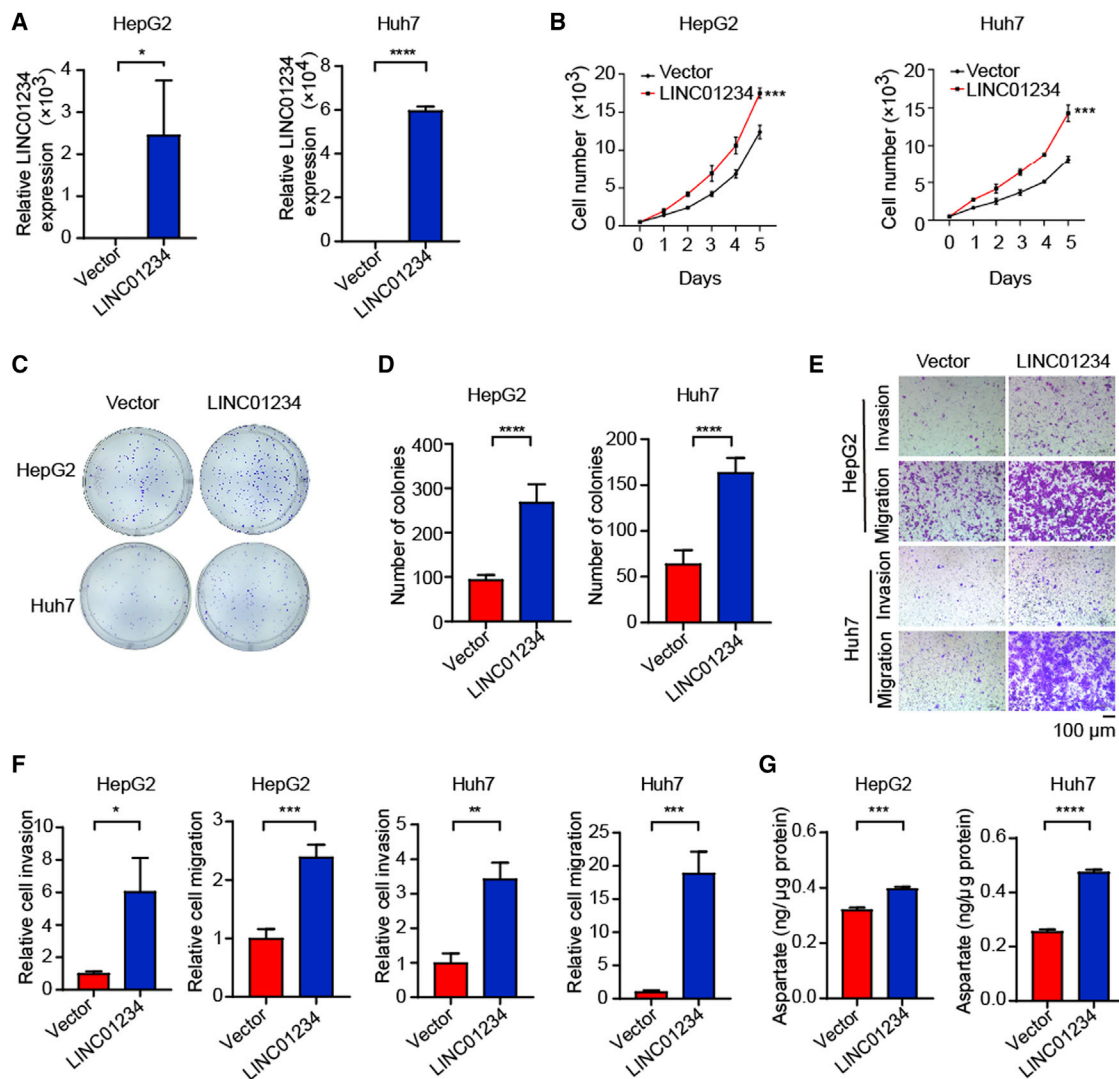 A
HepG2
*
Relative LINC01234
expression (×10³)
4
3
2
1
0
Vector
LINC01234
Huh7
****
Relative LINC01234
expression (×10⁴)
8
6
4
2
0
Vector
LINC01234
B
HepG2
Cell number (×10³)
20
15
10
5
0
Vector
LINC01234
***
0 1 2 3 4 5
Days
Huh7
Cell number (×10³)
20
15
10
5
0
Vector
LINC01234
***
0 1 2 3 4 5
Days
C
Vector LINC01234
HepG2
Huh7
D
HepG2
****
Number of colonies
400
300
200
100
0
Vector
LINC01234
Huh7
****
Number of colonies
200
150
100
50
0
Vector
LINC01234
E
Vector LINC01234
HepG2
Invasion
Migration
Huh7
Invasion
Migration
100 µm
F
HepG2
*
Relative cell invasion
10
8
6
4
2
0
Vector
LINC01234
HepG2
***
Relative cell migration
3
2
1
0
Vector
LINC01234
Huh7
**
Relative cell invasion
5
4
3
2
1
0
Vector
LINC01234
Huh7
***
Relative cell migration
25
20
15
10
5
0
Vector
LINC01234
G
HepG2
***
Aspartate (ng/µg protein)
0.6
0.4
0.3
0.0
Vector
LINC01234
Huh7
****
Aspartate (ng/µg protein)
0.6
0.4
0.2
0.0
Vector
LINC01234